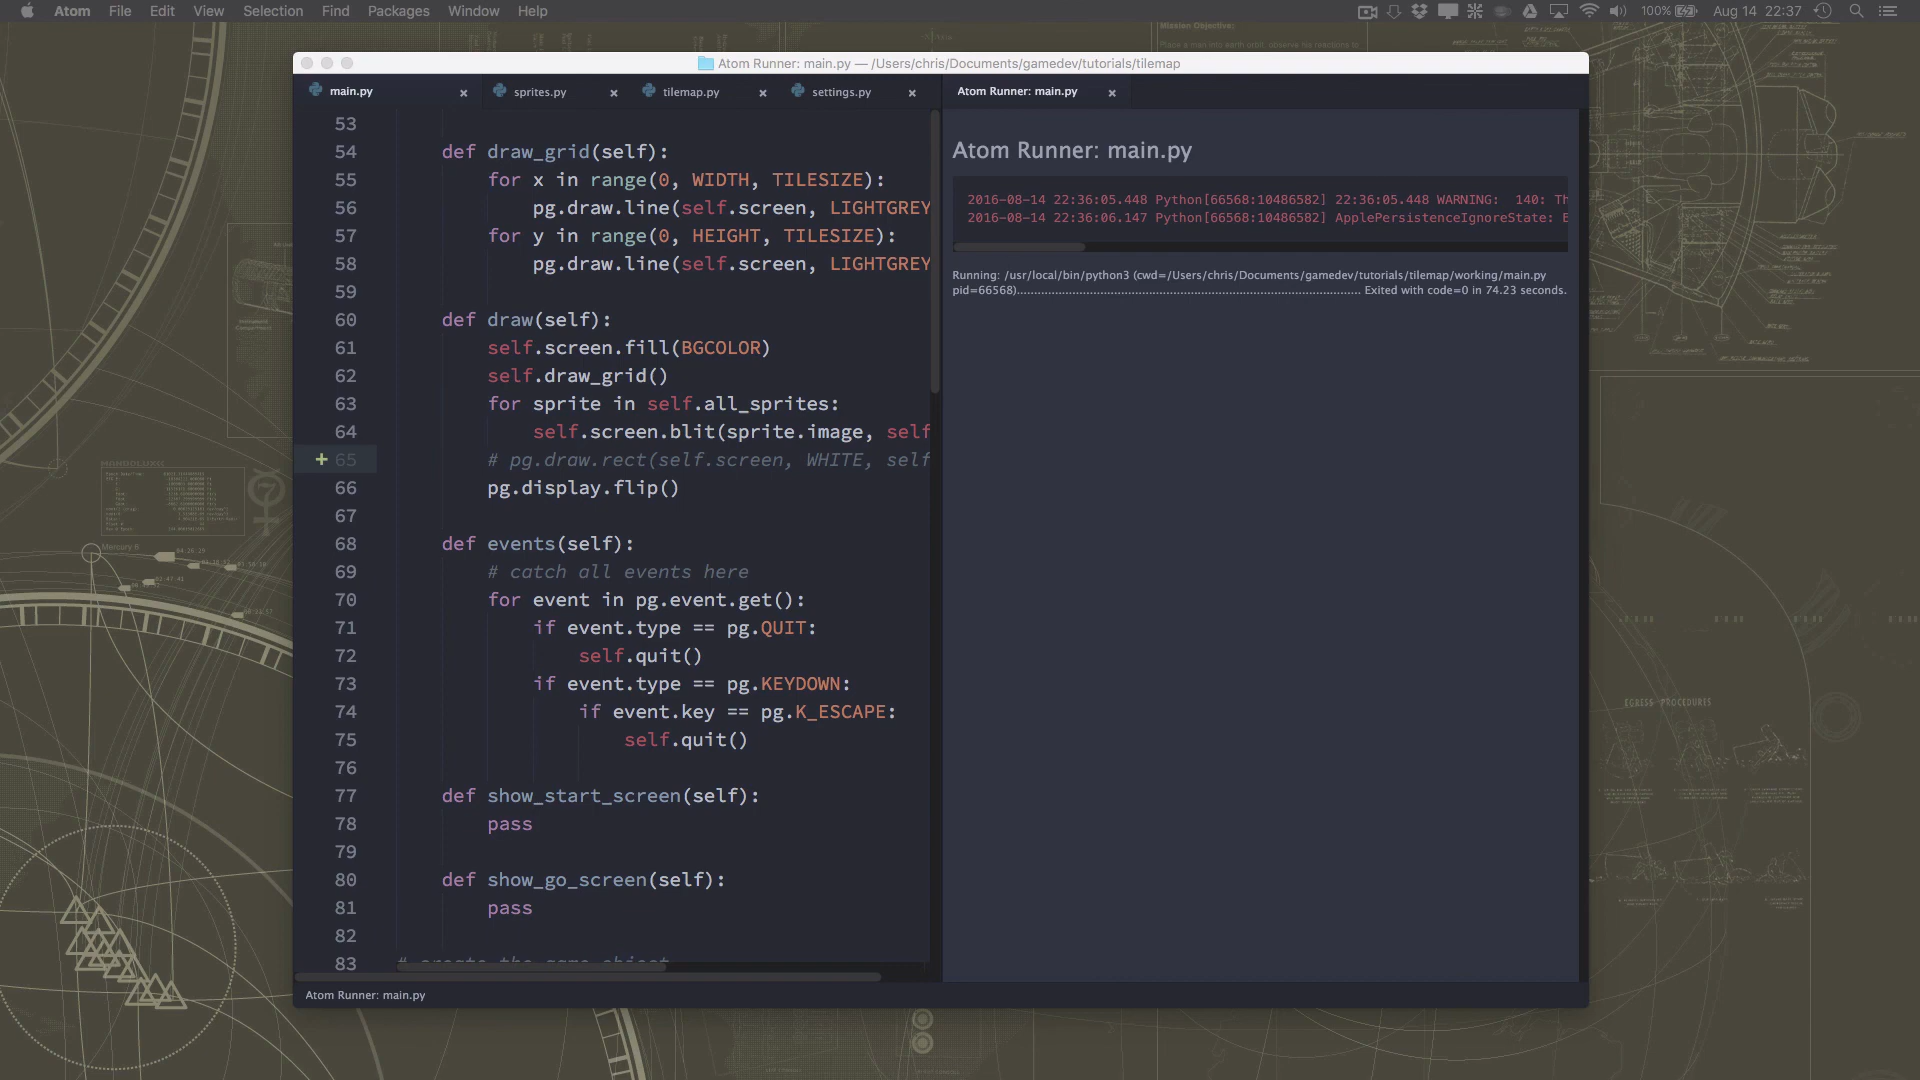 Atom File Edit View Selection Find Packages Window Help
100% Aug 14 22:37
Atom Runner: main.py — /Users/chris/Documents/gamedev/tutorials/tilemap
main.py sprites.py tilemap.py settings.py
53
54 def draw_grid(self):
55 for x in range(0, WIDTH, TILESIZE):
56 pg.draw.line(self.screen, LIGHTGREY
57 for y in range(0, HEIGHT, TILESIZE):
58 pg.draw.line(self.screen, LIGHTGREY
59
60 def draw(self):
61 self.screen.fill(BGCOLOR)
62 self.draw_grid()
63 for sprite in self.all_sprites:
64 self.screen.blit(sprite.image, self
65 # pg.draw.rect(self.screen, WHITE, self
66 pg.display.flip()
67
68 def events(self):
69 # catch all events here
70 for event in pg.event.get():
71 if event.type == pg.QUIT:
72 self.quit()
73 if event.type == pg.KEYDOWN:
74 if event.key == pg.K_ESCAPE:
75 self.quit()
76
77 def show_start_screen(self):
78 pass
79
80 def show_go_screen(self):
81 pass
82
83 # create the game object
Atom Runner: main.py
Atom Runner: main.py
2016-08-14 22:36:05.448 Python[66568:10486582] 22:36:05.448 WARNING: 140: Th
2016-08-14 22:36:06.147 Python[66568:10486582] ApplePersistenceIgnoreState: E
Running: /usr/local/bin/python3 (cwd=/Users/chris/Documents/gamedev/tutorials/tilemap/working/main.py
pid=66568)........................................................................................ Exited with code=0 in 74.23 seconds.
Atom Runner: main.py
Mission Objective:
EGRESS PROCEDURES
Mercury 6